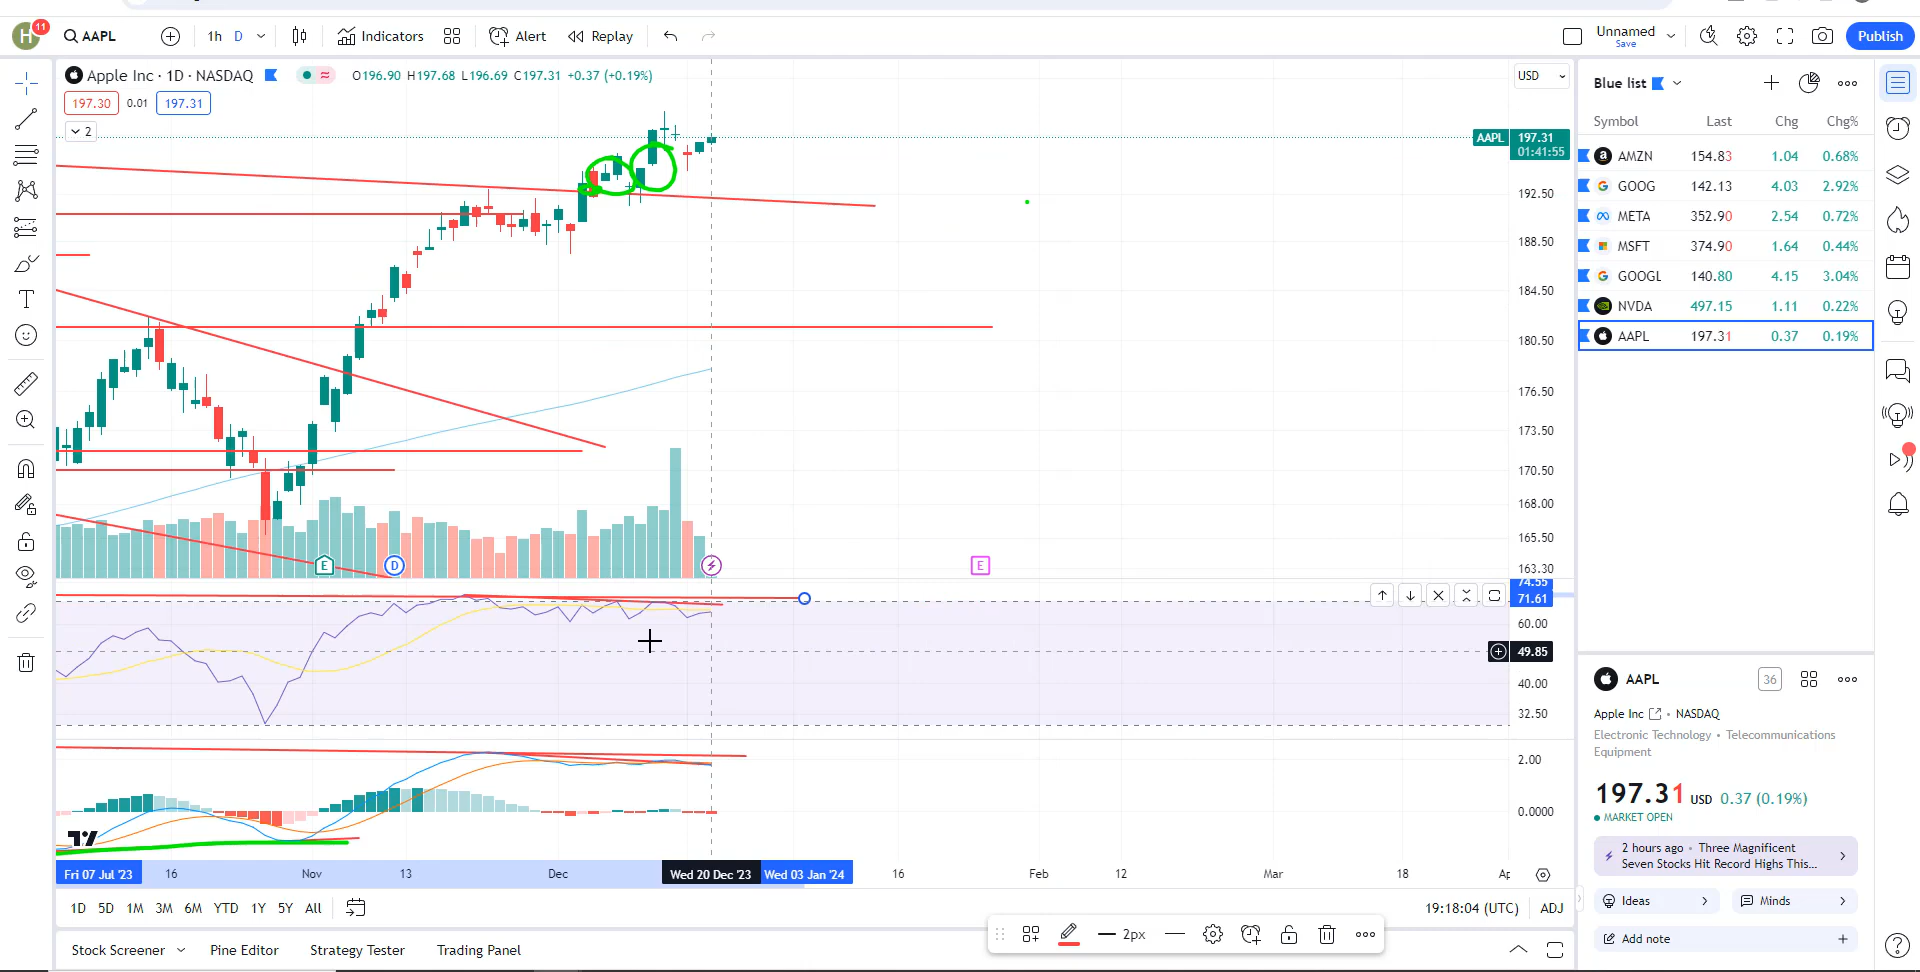 H 11 AAPL 1h D Indicators Alert Replay Unnamed Save Publish
Apple Inc · 1D · NASDAQ O196.90 H197.68 L196.69 C197.31 +0.37 (+0.19%)
197.30 0.01 197.31
2
USD
AAPL 197.31
01:41:55
192.50
188.50
184.50
180.50
176.50
173.50
170.50
168.00
165.50
163.30
E D E
74.55
71.61
60.00
49.85
40.00
32.50
2.00
0.0000
Fri 07 Jul '23 16 Nov 13 Dec Wed 20 Dec '23 Wed 03 Jan '24 16 Feb 12 Mar 18
1D 5D 1M 3M 6M YTD 1Y 5Y All 19:18:04 (UTC) ADJ
2px
Stock Screener Pine Editor Strategy Tester Trading Panel
Blue list
Symbol Last Chg Chg%
AMZN 154.83 1.04 0.68%
GOOG 142.13 4.03 2.92%
META 352.90 2.54 0.72%
MSFT 374.90 1.64 0.44%
GOOGL 140.80 4.15 3.04%
NVDA 497.15 1.11 0.22%
AAPL 197.31 0.37 0.19%
AAPL 36
Apple Inc • NASDAQ
Electronic Technology • Telecommunications
Equipment
197.31 USD 0.37 (0.19%)
MARKET OPEN
2 hours ago • Three Magnificent
Seven Stocks Hit Record Highs This...
Ideas Minds
Add note